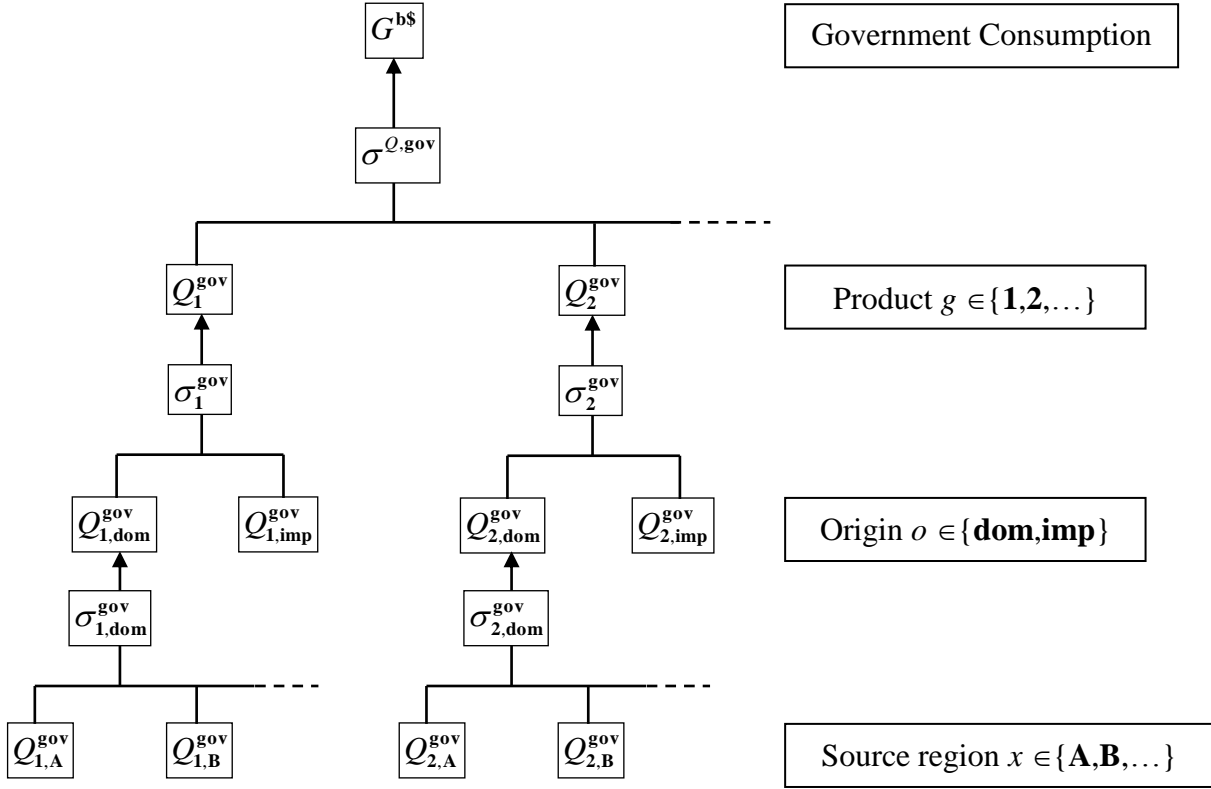 G^b$ Government Consumption
σ^Q,gov
Q_1^gov Q_2^gov Product g ∈{1,2,…}
σ_1^gov σ_2^gov
Q_1,dom^gov Q_1,imp^gov Q_2,dom^gov Q_2,imp^gov Origin o ∈{dom,imp}
σ_1,dom^gov σ_2,dom^gov
Q_1,A^gov Q_1,B^gov Q_2,A^gov Q_2,B^gov Source region x ∈{A,B,…}